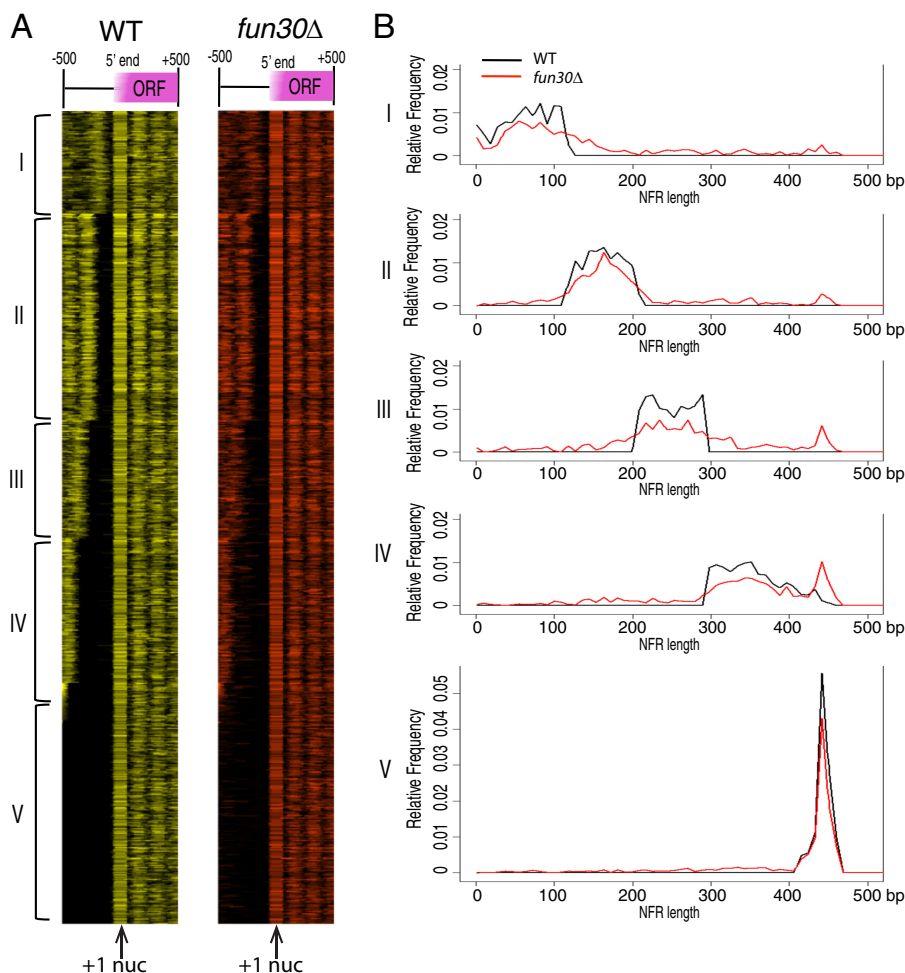 A
WT
fun30Δ
-500
5' end
+500
-500
5' end
+500
ORF
ORF
I
II
III
IV
V
+1 nuc
+1 nuc
B
WT
fun30Δ
I
Relative Frequency
0.02
0.01
0
0
100
200
300
400
500 bp
NFR length
II
Relative Frequency
0.02
0.01
0
0
100
200
300
400
500 bp
NFR length
III
Relative Frequency
0.02
0.01
0
0
100
200
300
400
500 bp
NFR length
IV
Relative Frequency
0.02
0.01
0
0
100
200
300
400
500 bp
NFR length
V
Relative Frequency
0.05
0.04
0.03
0.02
0.01
0
0
100
200
300
400
500 bp
NFR length